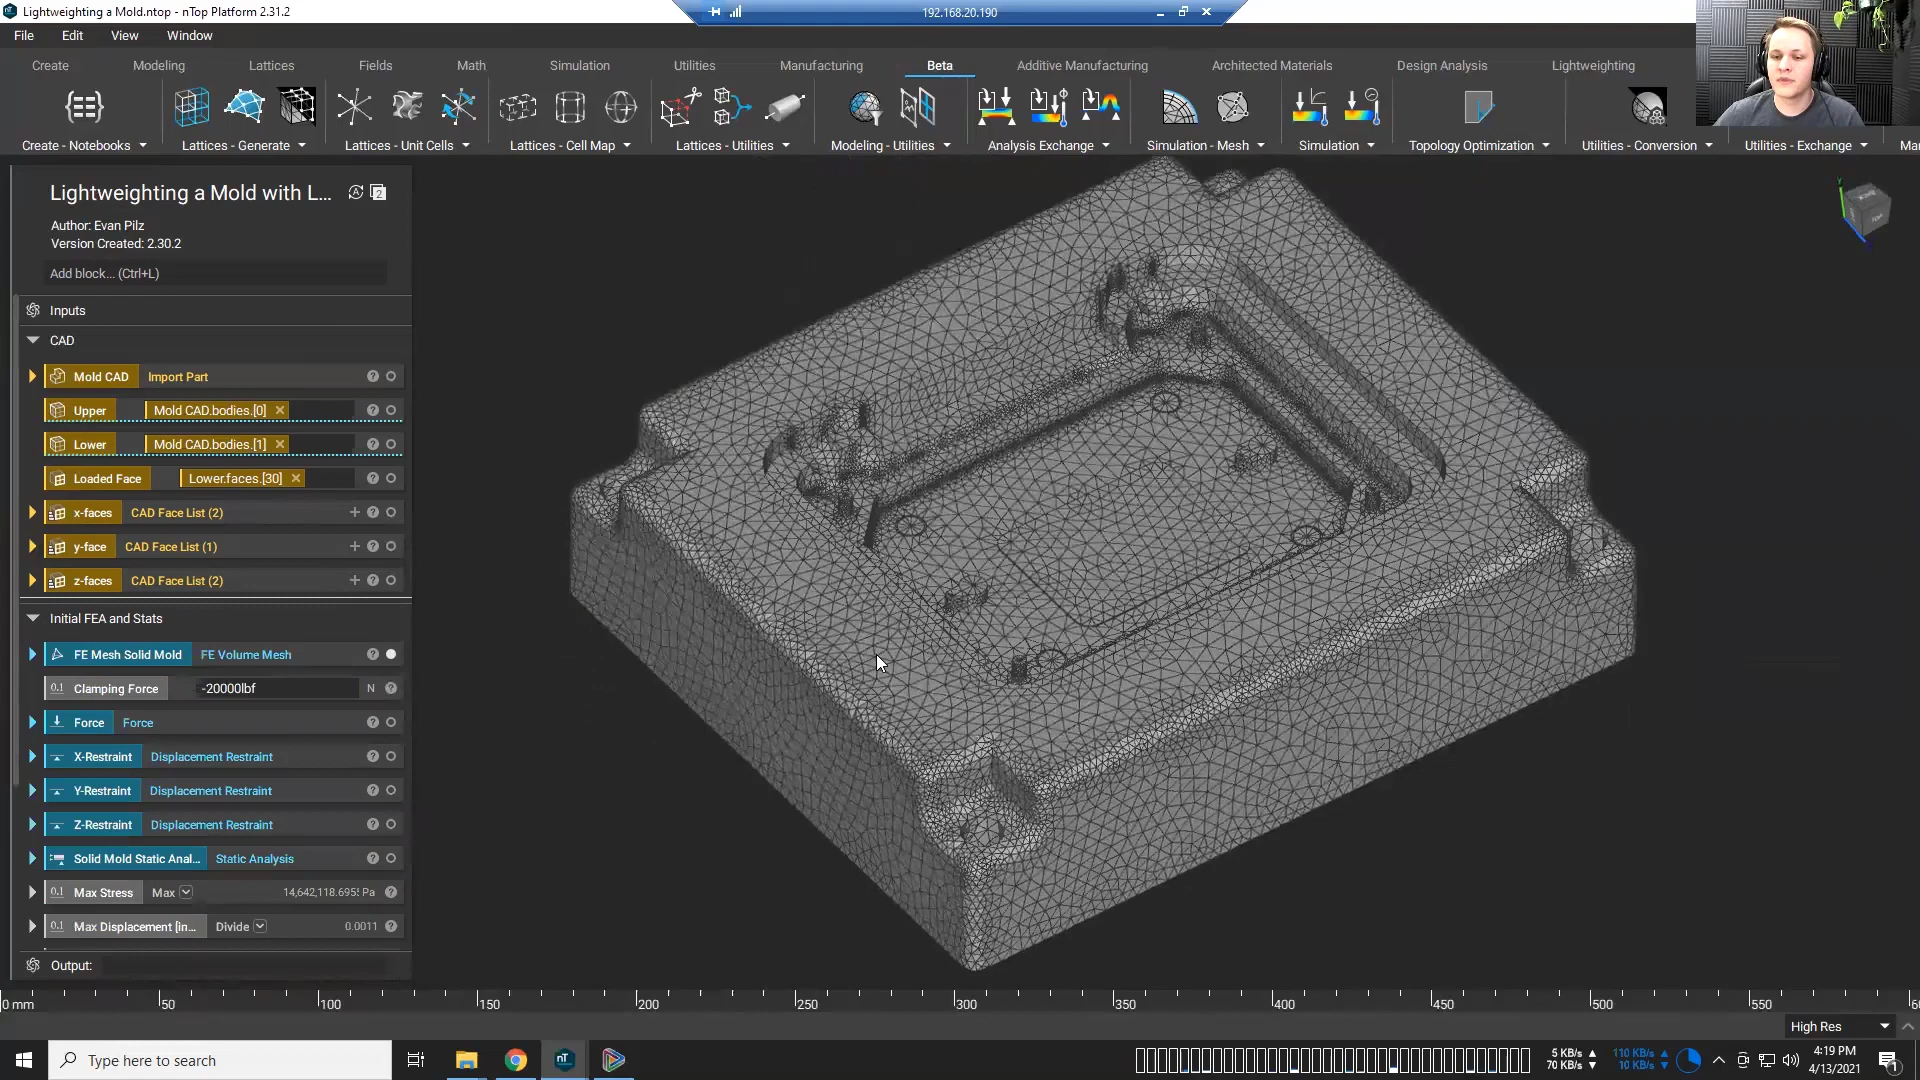 Lightweighting a Mold.ntop - nTop Platform 2.31.2
192.168.20.190
File Edit View Window
Create Modeling Lattices Fields Math Simulation Utilities Manufacturing Beta Additive Manufacturing Architected Materials Design Analysis Lightweighting
Create - Notebooks Lattices - Generate Lattices - Unit Cells Lattices - Cell Map Lattices - Utilities Modeling - Utilities Analysis Exchange Simulation - Mesh Simulation Topology Optimization Utilities - Conversion Utilities - Exchange Ma
Lightweighting a Mold with L...
Author: Evan Pilz
Version Created: 2.30.2
Add block... (Ctrl+L)
Inputs
CAD
Mold CAD Import Part
Upper Mold CAD.bodies.[0]
Lower Mold CAD.bodies.[1]
Loaded Face Lower.faces.[30]
x-faces CAD Face List (2)
y-face CAD Face List (1)
z-faces CAD Face List (2)
Initial FEA and Stats
FE Mesh Solid Mold FE Volume Mesh
Clamping Force -20000lbf N
Force Force
X-Restraint Displacement Restraint
Y-Restraint Displacement Restraint
Z-Restraint Displacement Restraint
Solid Mold Static Anal... Static Analysis
Max Stress Max 14,642,118.695 Pa
Max Displacement [in... Divide 0.0011
Output:
0 mm 50 100 150 200 250 300 350 400 450 500 550
High Res
Type here to search
5 KB/s 110 KB/s 4:19 PM
70 KB/s 10 KB/s 4/13/2021